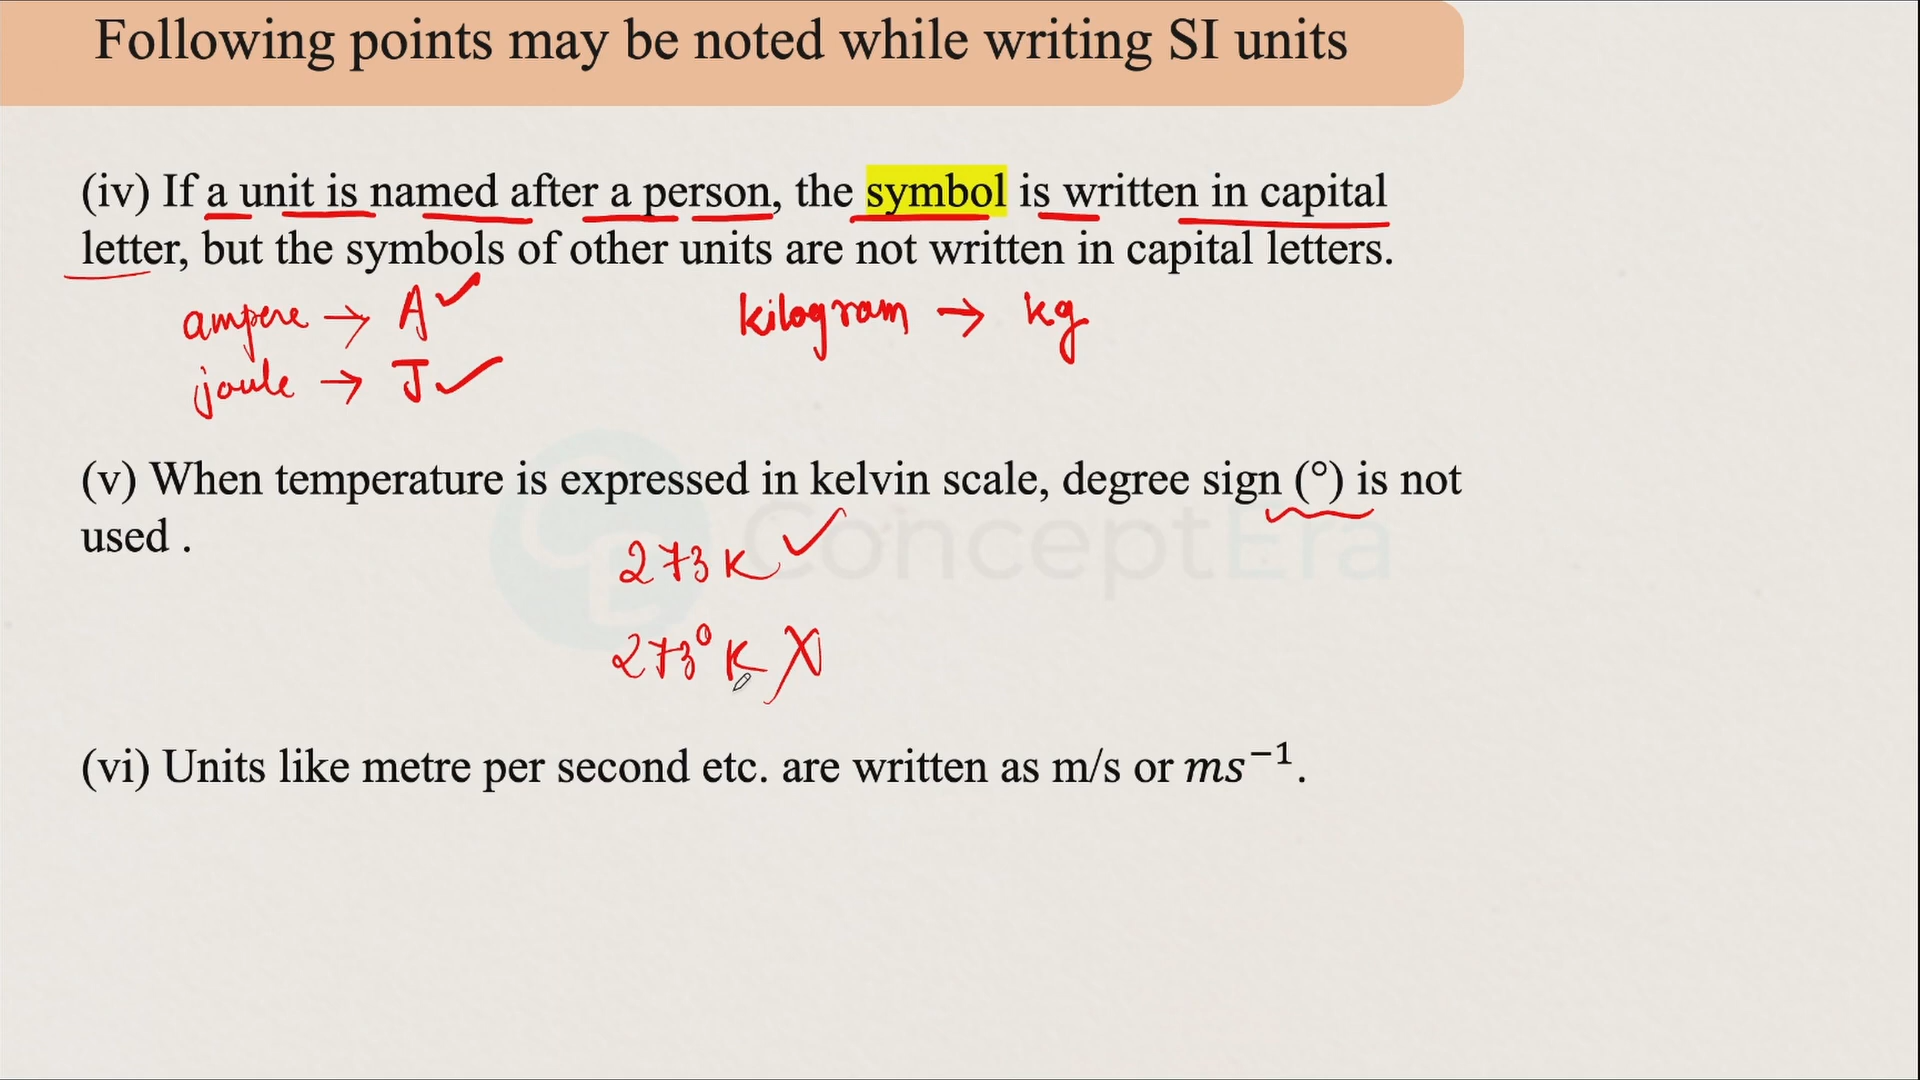 Following points may be noted while writing SI units
(iv) If a unit is named after a person, the symbol is written in capital
letter, but the symbols of other units are not written in capital letters.
ampere → A ✓
kilogram → kg
joule → J ✓
(v) When temperature is expressed in kelvin scale, degree sign (°) is not
used .
273 K ✓
ConceptEra
273° K X
(vi) Units like metre per second etc. are written as m/s or ms⁻¹.